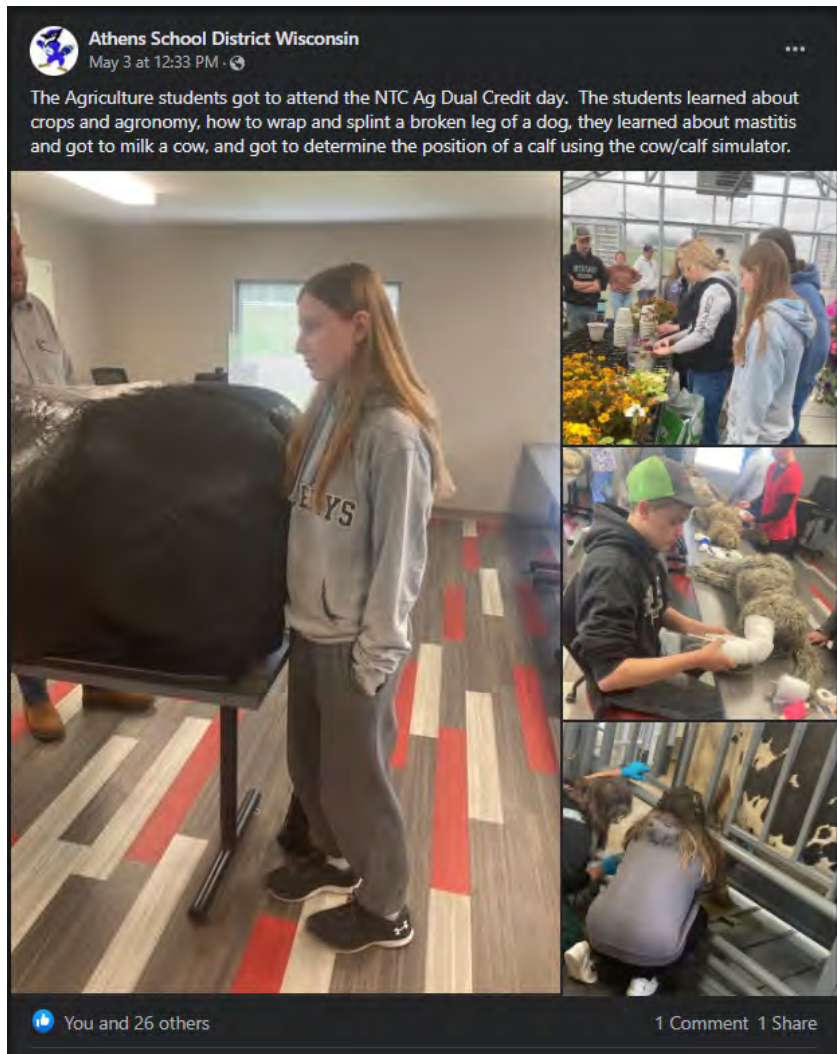 Athens School District Wisconsin
May 3 at 12:33 PM ·
The Agriculture students got to attend the NTC Ag Dual Credit day. The students learned about
crops and agronomy, how to wrap and splint a broken leg of a dog, they learned about mastitis
and got to milk a cow, and got to determine the position of a calf using the cow/calf simulator.
You and 26 others
1 Comment 1 Share